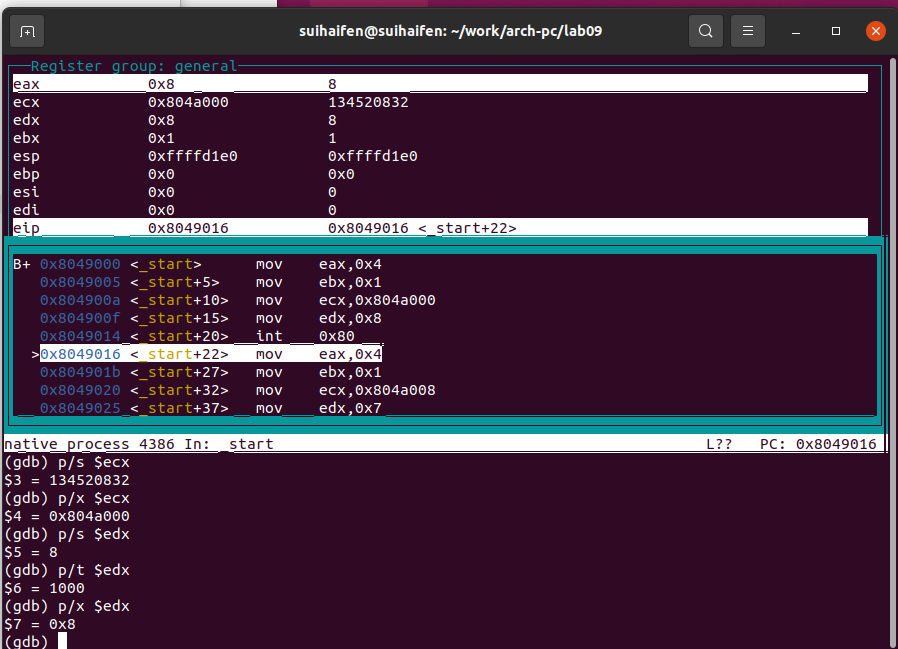 suihaifen@suihaifen: ~/work/arch-pc/lab09
Register group: general
eax 0x8 8
ecx 0x804a000 134520832
edx 0x8 8
ebx 0x1 1
esp 0xffffd1e0 0xffffd1e0
ebp 0x0 0x0
esi 0x0 0
edi 0x0 0
eip 0x8049016 0x8049016 <_start+22>
B+ 0x8049000 <_start> mov eax,0x4
0x8049005 <_start+5> mov ebx,0x1
0x804900a <_start+10> mov ecx,0x804a000
0x804900f <_start+15> mov edx,0x8
0x8049014 <_start+20> int 0x80
>0x8049016 <_start+22> mov eax,0x4
0x804901b <_start+27> mov ebx,0x1
0x8049020 <_start+32> mov ecx,0x804a008
0x8049025 <_start+37> mov edx,0x7
native process 4386 In: _start L?? PC: 0x8049016
(gdb) p/s $ecx
$3 = 134520832
(gdb) p/x $ecx
$4 = 0x804a000
(gdb) p/s $edx
$5 = 8
(gdb) p/t $edx
$6 = 1000
(gdb) p/x $edx
$7 = 0x8
(gdb)